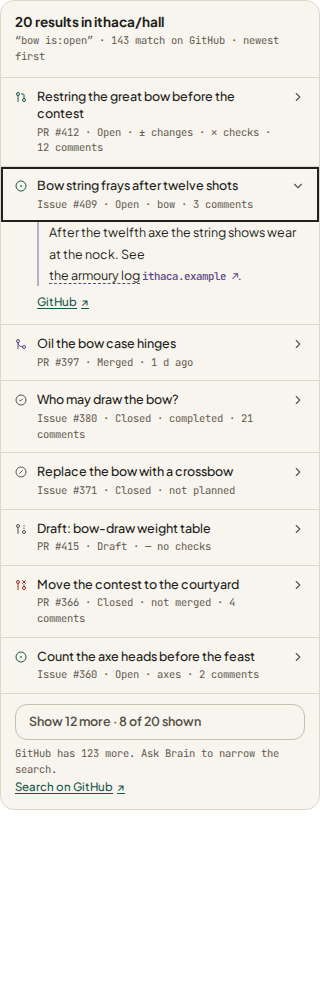 20 results in ithaca/hall
“bow is:open” · 143 match on GitHub · newest
first
Restring the great bow before the
contest
PR #412 · Open · ± changes · × checks ·
12 comments
Bow string frays after twelve shots
Issue #409 · Open · bow · 3 comments
After the twelfth axe the string shows wear
at the nock. See
the armoury log ithaca.example ↗.
GitHub ↗
Oil the bow case hinges
PR #397 · Merged · 1 d ago
Who may draw the bow?
Issue #380 · Closed · completed · 21
comments
Replace the bow with a crossbow
Issue #371 · Closed · not planned
Draft: bow-draw weight table
PR #415 · Draft · — no checks
Move the contest to the courtyard
PR #366 · Closed · not merged · 4
comments
Count the axe heads before the feast
Issue #360 · Open · axes · 2 comments
Show 12 more · 8 of 20 shown
GitHub has 123 more. Ask Brain to narrow the
search.
Search on GitHub ↗